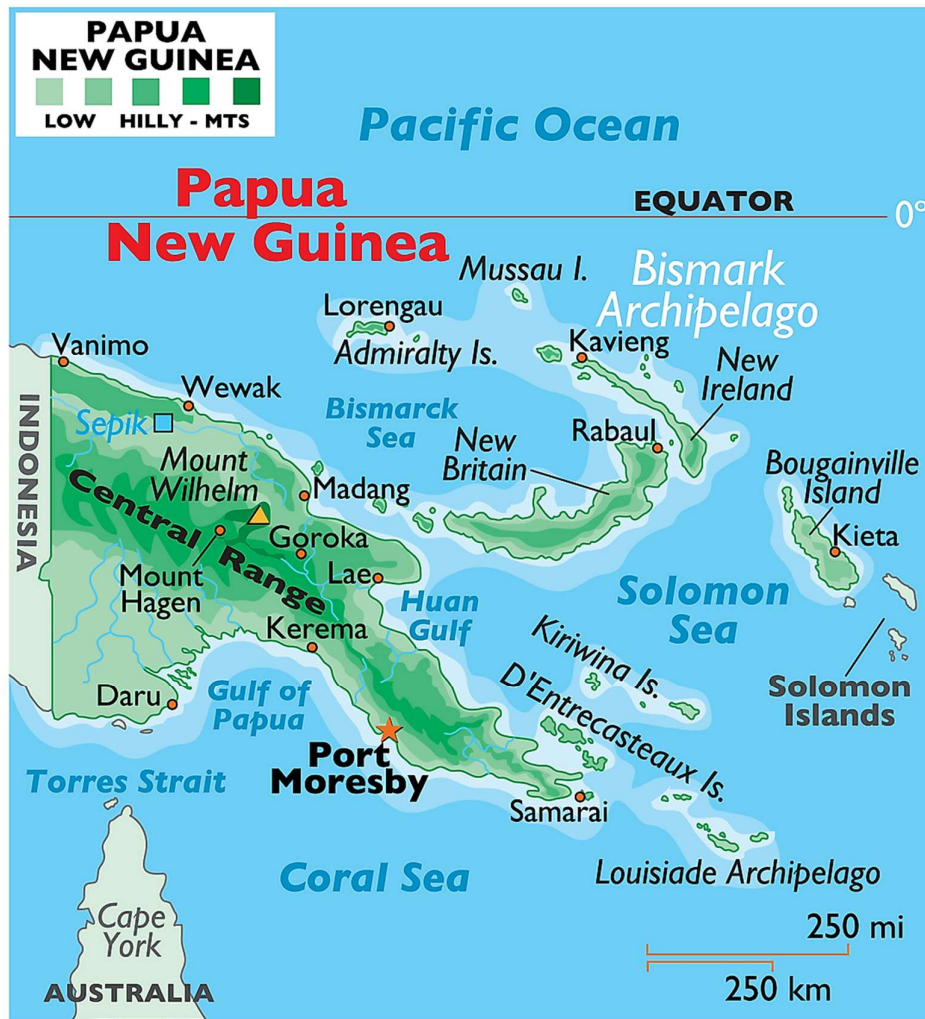 PAPUA
NEW GUINEA
LOW HILLY - MTS
Pacific Ocean
Papua
New Guinea
EQUATOR
0°
Mussau I.
Bismark
Archipelago
Lorengau
Admiralty Is.
Kavieng
New
Ireland
Vanimo
Wewak
Bismarck
Sea
Sepik
INDONESIA
New
Britain
Rabaul
Mount
Wilhelm
Madang
Bougainville
Island
Central Range
Goroka
Kieta
Mount
Hagen
Lae
Huan
Gulf
Solomon
Sea
Kerema
Kiriwina Is.
D'Entrecasteaux Is.
Daru
Gulf of
Papua
Solomon
Islands
Port
Moresby
Torres Strait
Samarai
Coral Sea
Louisiade Archipelago
Cape
York
AUSTRALIA
250 mi
250 km